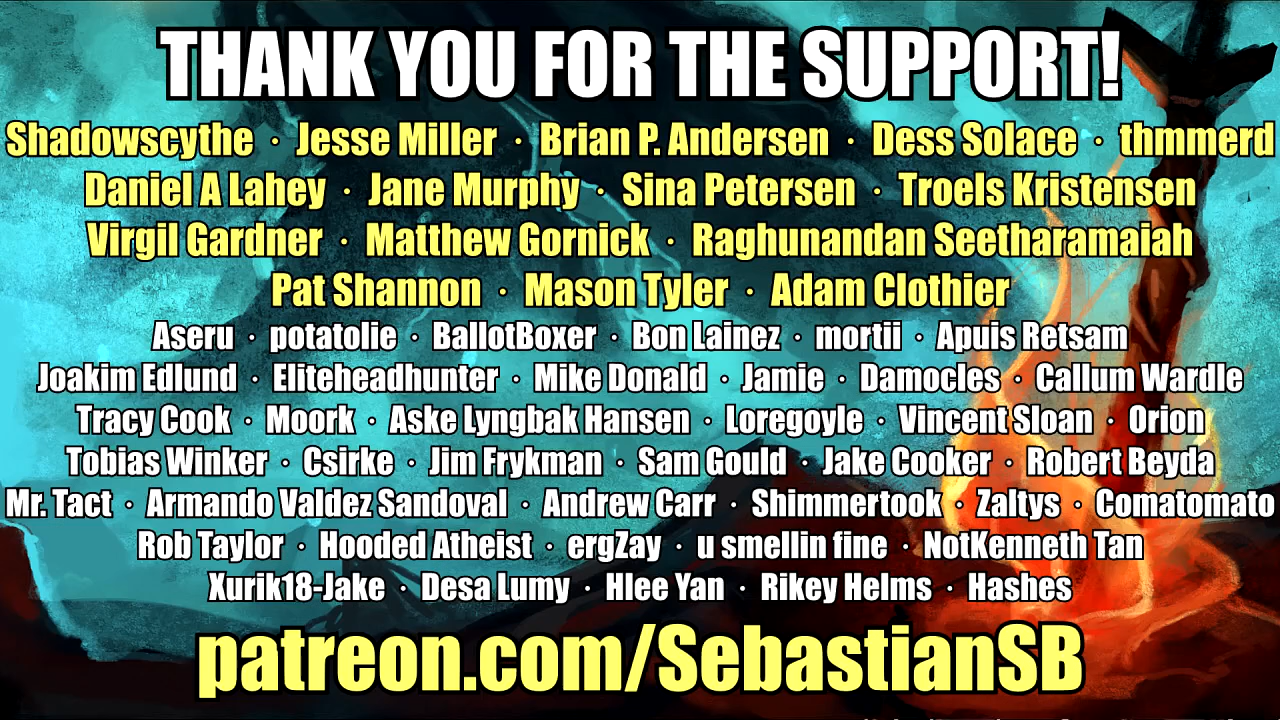 THANK YOU FOR THE SUPPORT!
Shadowscythe · Jesse Miller · Brian P. Andersen · Dess Solace · thmmerd
Daniel A Lahey · Jane Murphy · Sina Petersen · Troels Kristensen
Virgil Gardner · Matthew Gornick · Raghunandan Seetharamaiah
Pat Shannon · Mason Tyler · Adam Clothier
Aseru · potatolie · BallotBoxer · Bon Lainez · mortii · Apuis Retsam
Joakim Edlund · Eliteheadhunter · Mike Donald · Jamie · Damocles · Callum Wardle
Tracy Cook · Moork · Aske Lyngbak Hansen · Loregoyle · Vincent Sloan · Orion
Tobias Winker · Csirke · Jim Frykman · Sam Gould · Jake Cooker · Robert Beyda
Mr. Tact · Armando Valdez Sandoval · Andrew Carr · Shimmertook · Zaltys · Comatomato
Rob Taylor · Hooded Atheist · ergZay · u smellin fine · NotKenneth Tan
Xurik18-Jake · Desa Lumy · Hlee Yan · Rikey Helms · Hashes
patreon.com/SebastianSB